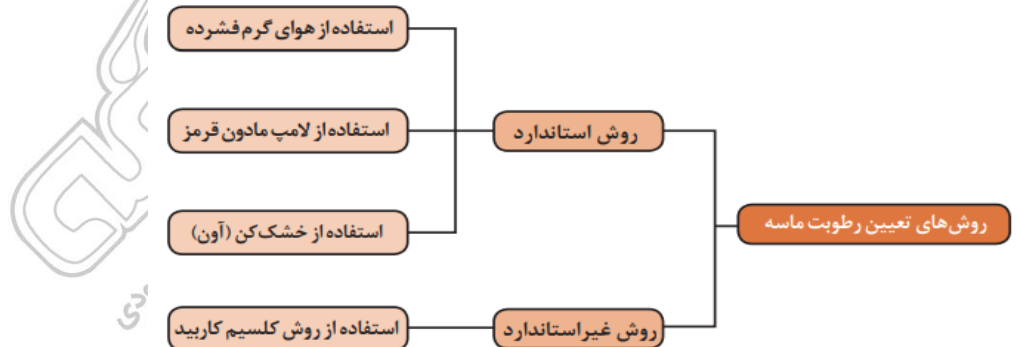 روش‌های تعیین رطوبت ماسه
روش استاندارد
استفاده از هوای گرم فشرده
استفاده از لامپ مادون قرمز
استفاده از خشک‌کن (آون)
روش غیراستاندارد
استفاده از روش کلسیم کاربید